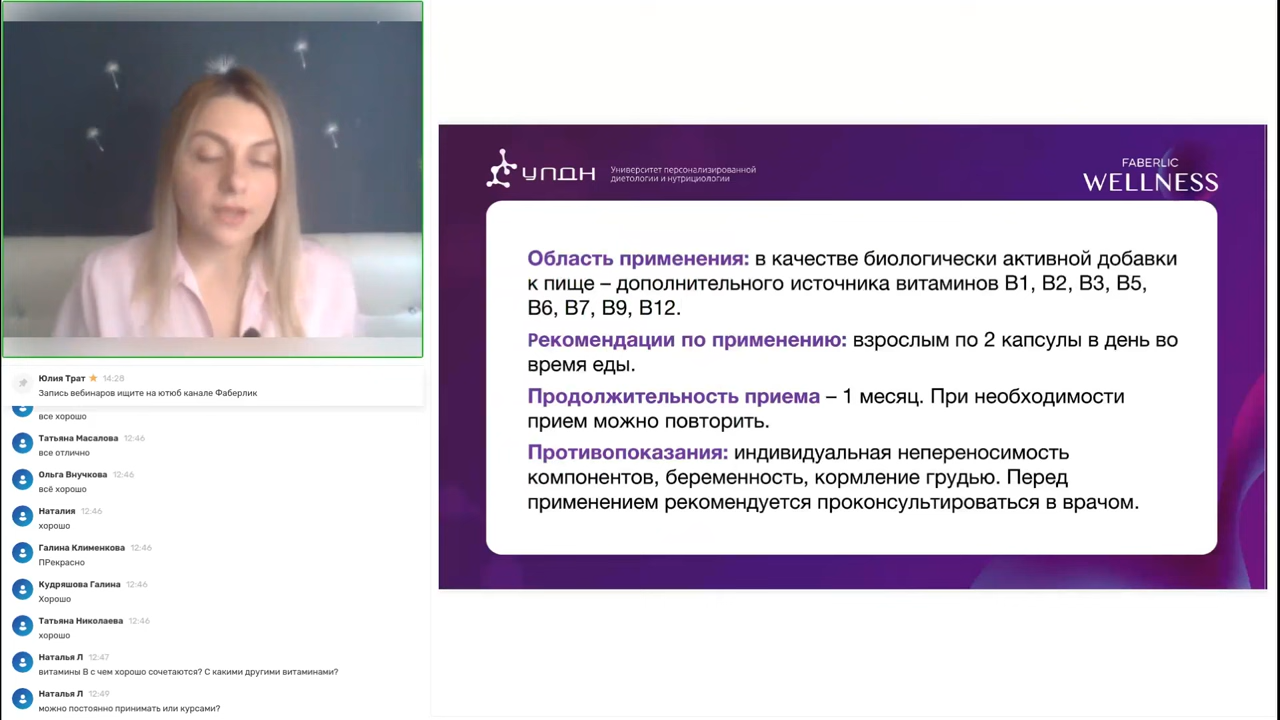 Юлия Трат 14:28
Запись вебинаров ищите на ютюб канале Фаберлик
все хорошо
Татьяна Масалова 12:46
все отлично
Ольга Внучкова 12:46
всё хорошо
Наталия 12:46
хорошо
Галина Клименкова 12:46
ПРекрасно
Кудряшова Галина 12:46
Хорошо
Татьяна Николаева 12:46
хорошо
Наталья Л 12:47
витамины В с чем хорошо сочетаются? С какими другими витаминами?
Наталья Л 12:49
можно постоянно принимать или курсами?
УПДН
Университет персонализированной
диетологии и нутрициологии
FABERLIC
WELLNESS
Область применения: в качестве биологически активной добавки
к пище – дополнительного источника витаминов В1, В2, В3, В5,
В6, В7, В9, В12.
Рекомендации по применению: взрослым по 2 капсулы в день во
время еды.
Продолжительность приема – 1 месяц. При необходимости
прием можно повторить.
Противопоказания: индивидуальная непереносимость
компонентов, беременность, кормление грудью. Перед
применением рекомендуется проконсультироваться в врачом.